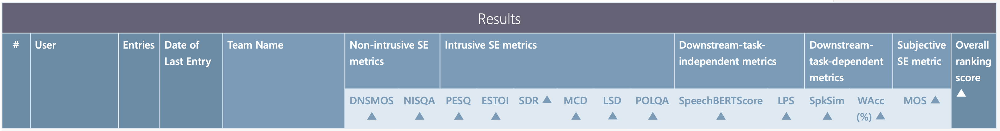 Results
#
User
Entries
Date of
Last Entry
Team Name
Non-intrusive SE
metrics
Intrusive SE metrics
Downstream-task-
independent metrics
Downstream-
task-dependent
metrics
Subjective
SE metric
Overall
ranking
score
▲
DNSMOS
▲
NISQA
▲
PESQ
▲
ESTOI
▲
SDR ▲
MCD
▲
LSD
▲
POLQA
▲
SpeechBERTScore
▲
LPS
▲
SpkSim
▲
WAcc
(%) ▲
MOS ▲